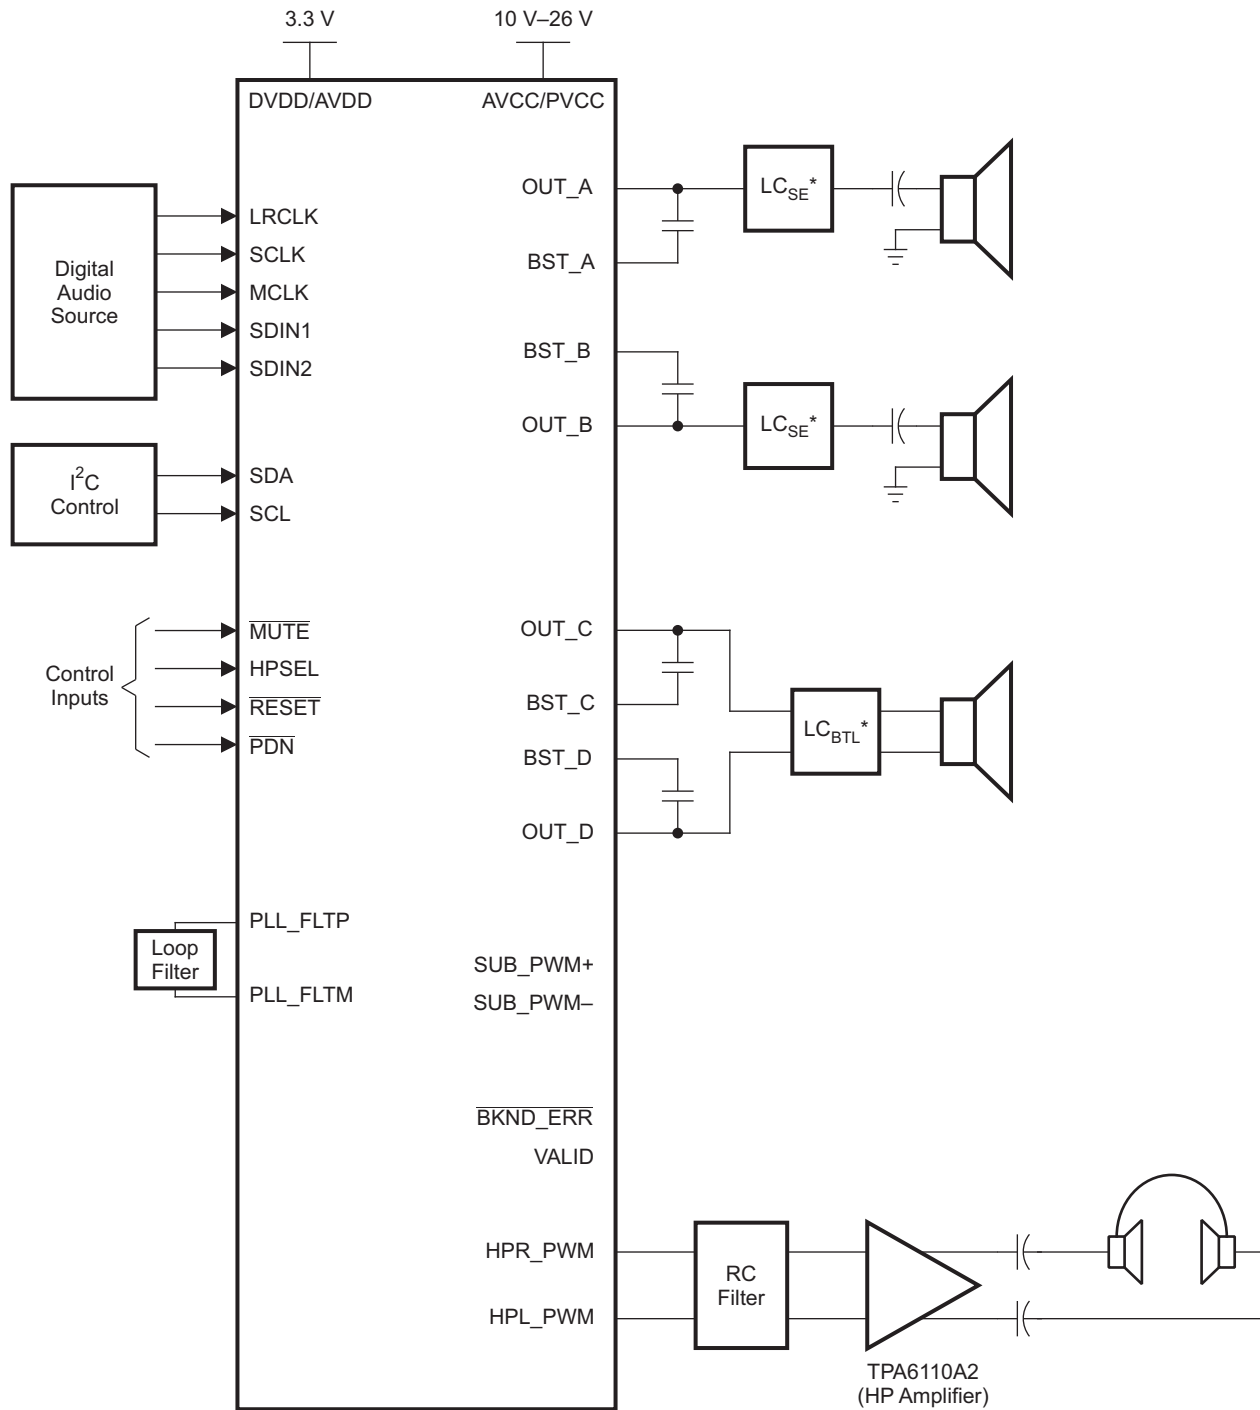 3.3 V
10 V–26 V
DVDD/AVDD
AVCC/PVCC
Digital
Audio
Source
LRCLK
SCLK
MCLK
SDIN1
SDIN2
I²C
Control
SDA
SCL
Control
Inputs
MUTE
HPSEL
RESET
PDN
Loop
Filter
PLL_FLTP
PLL_FLTM
OUT_A
BST_A
LCSE*
BST_B
OUT_B
LCSE*
OUT_C
BST_C
BST_D
OUT_D
LCBTL*
SUB_PWM+
SUB_PWM–
BKND_ERR
VALID
HPR_PWM
HPL_PWM
RC
Filter
TPA6110A2
(HP Amplifier)